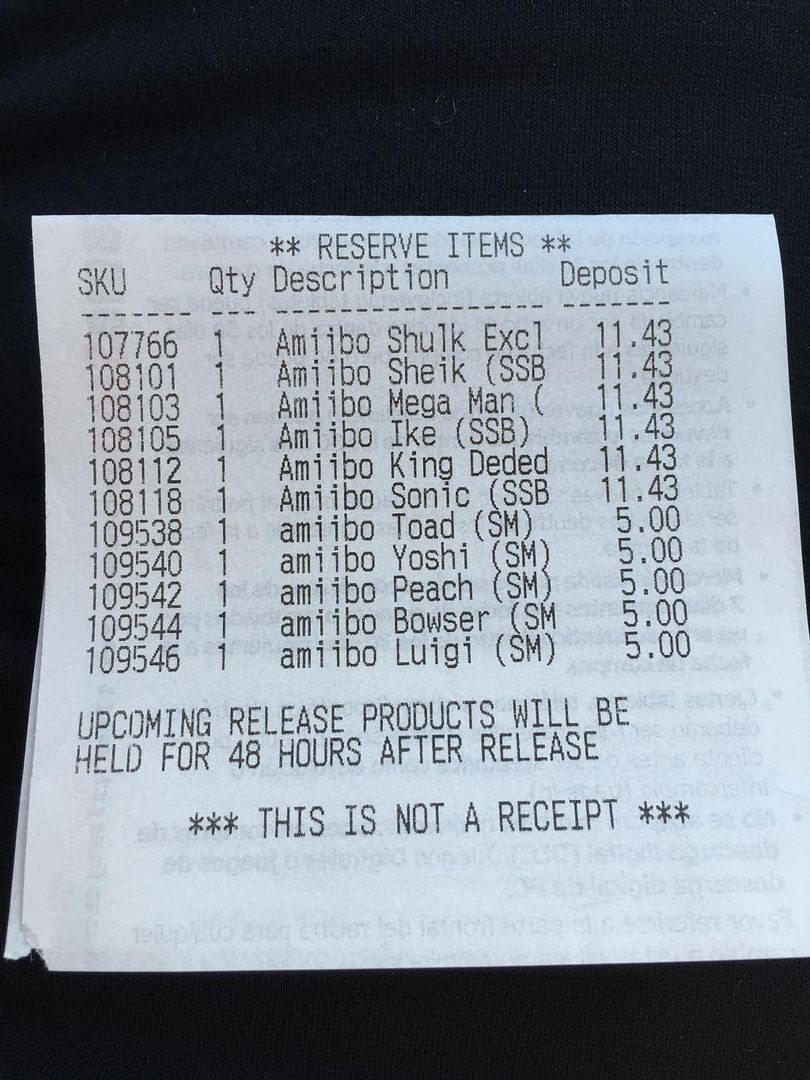 ** RESERVE ITEMS **
SKU Qty Description Deposit
107766 1 Amiibo Shulk Excl 11.43
108101 1 Amiibo Sheik (SSB 11.43
108103 1 Amiibo Mega Man ( 11.43
108105 1 Amiibo Ike (SSB) 11.43
108112 1 Amiibo King Deded 11.43
108118 1 Amiibo Sonic (SSB 11.43
109538 1 amiibo Toad (SM) 5.00
109540 1 amiibo Yoshi (SM) 5.00
109542 1 amiibo Peach (SM) 5.00
109544 1 amiibo Bowser (SM 5.00
109546 1 amiibo Luigi (SM) 5.00
UPCOMING RELEASE PRODUCTS WILL BE
HELD FOR 48 HOURS AFTER RELEASE
*** THIS IS NOT A RECEIPT ***